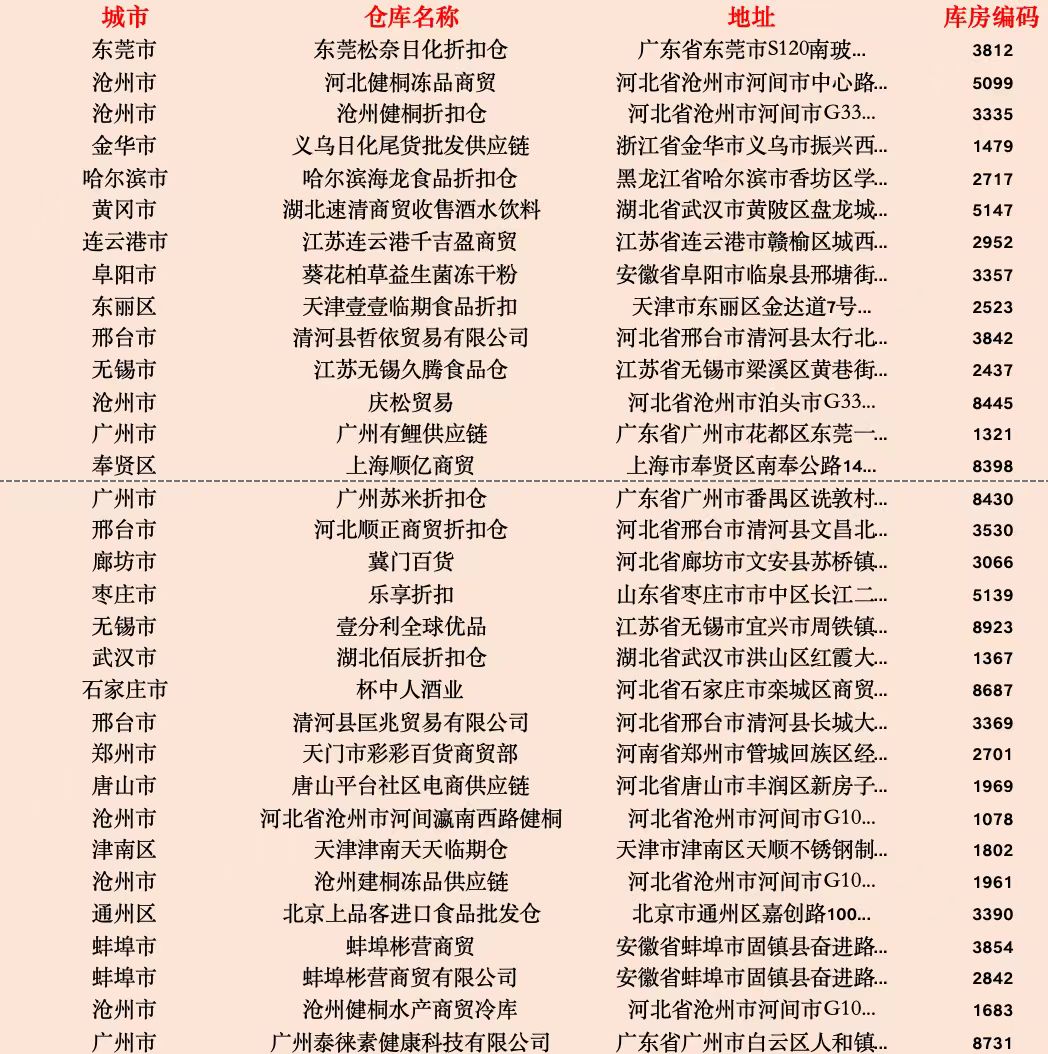 城市 仓库名称 地址 库房编码
东莞市 东莞松奈日化折扣仓 广东省东莞市S120南玻... 3812
沧州市 河北健桐冻品商贸 河北省沧州市河间市中心路... 5099
沧州市 沧州健桐折扣仓 河北省沧州市河间市G33... 3335
金华市 义乌日化尾货批发供应链 浙江省金华市义乌市振兴西... 1479
哈尔滨市 哈尔滨海龙食品折扣仓 黑龙江省哈尔滨市香坊区学... 2717
黄冈市 湖北速清商贸收售酒水饮料 湖北省武汉市黄陂区盘龙城... 5147
连云港市 江苏连云港千吉盈商贸 江苏省连云港市赣榆区城西... 2952
阜阳市 葵花柏草益生菌冻干粉 安徽省阜阳市临泉县邢塘街... 3357
东丽区 天津壹壹临期食品折扣 天津市东丽区金达道7号... 2523
邢台市 清河县哲依贸易有限公司 河北省邢台市清河县太行北... 3842
无锡市 江苏无锡久腾食品仓 江苏省无锡市梁溪区黄巷街... 2437
沧州市 庆松贸易 河北省沧州市泊头市G33... 8445
广州市 广州有鲤供应链 广东省广州市花都区东莞一... 1321
奉贤区 上海顺亿商贸 上海市奉贤区南奉公路14... 8398
广州市 广州苏米折扣仓 广东省广州市番禺区诜敦村... 8430
邢台市 河北顺正商贸折扣仓 河北省邢台市清河县文昌北... 3530
廊坊市 冀门百货 河北省廊坊市文安县苏桥镇... 3066
枣庄市 乐享折扣 山东省枣庄市市中区长江二... 5139
无锡市 壹分利全球优品 江苏省无锡市宜兴市周铁镇... 8923
武汉市 湖北佰辰折扣仓 湖北省武汉市洪山区红霞大... 1367
石家庄市 杯中人酒业 河北省石家庄市栾城区商贸... 8687
邢台市 清河县匡兆贸易有限公司 河北省邢台市清河县长城大... 3369
郑州市 天门市彩彩百货商贸部 河南省郑州市管城回族区经... 2701
唐山市 唐山平台社区电商供应链 河北省唐山市丰润区新房子... 1969
沧州市 河北省沧州市河间瀛南西路健桐 河北省沧州市河间市G10... 1078
津南区 天津津南天天临期仓 天津市津南区天顺不锈钢制... 1802
沧州市 沧州建桐冻品供应链 河北省沧州市河间市G10... 1961
通州区 北京上品客进口食品批发仓 北京市通州区嘉创路100... 3390
蚌埠市 蚌埠彬营商贸 安徽省蚌埠市固镇县奋进路... 3854
蚌埠市 蚌埠彬营商贸有限公司 安徽省蚌埠市固镇县奋进路... 2842
沧州市 沧州健桐水产商贸冷库 河北省沧州市河间市G10... 1683
广州市 广州泰徕素健康科技有限公司 广东省广州市白云区人和镇... 8731